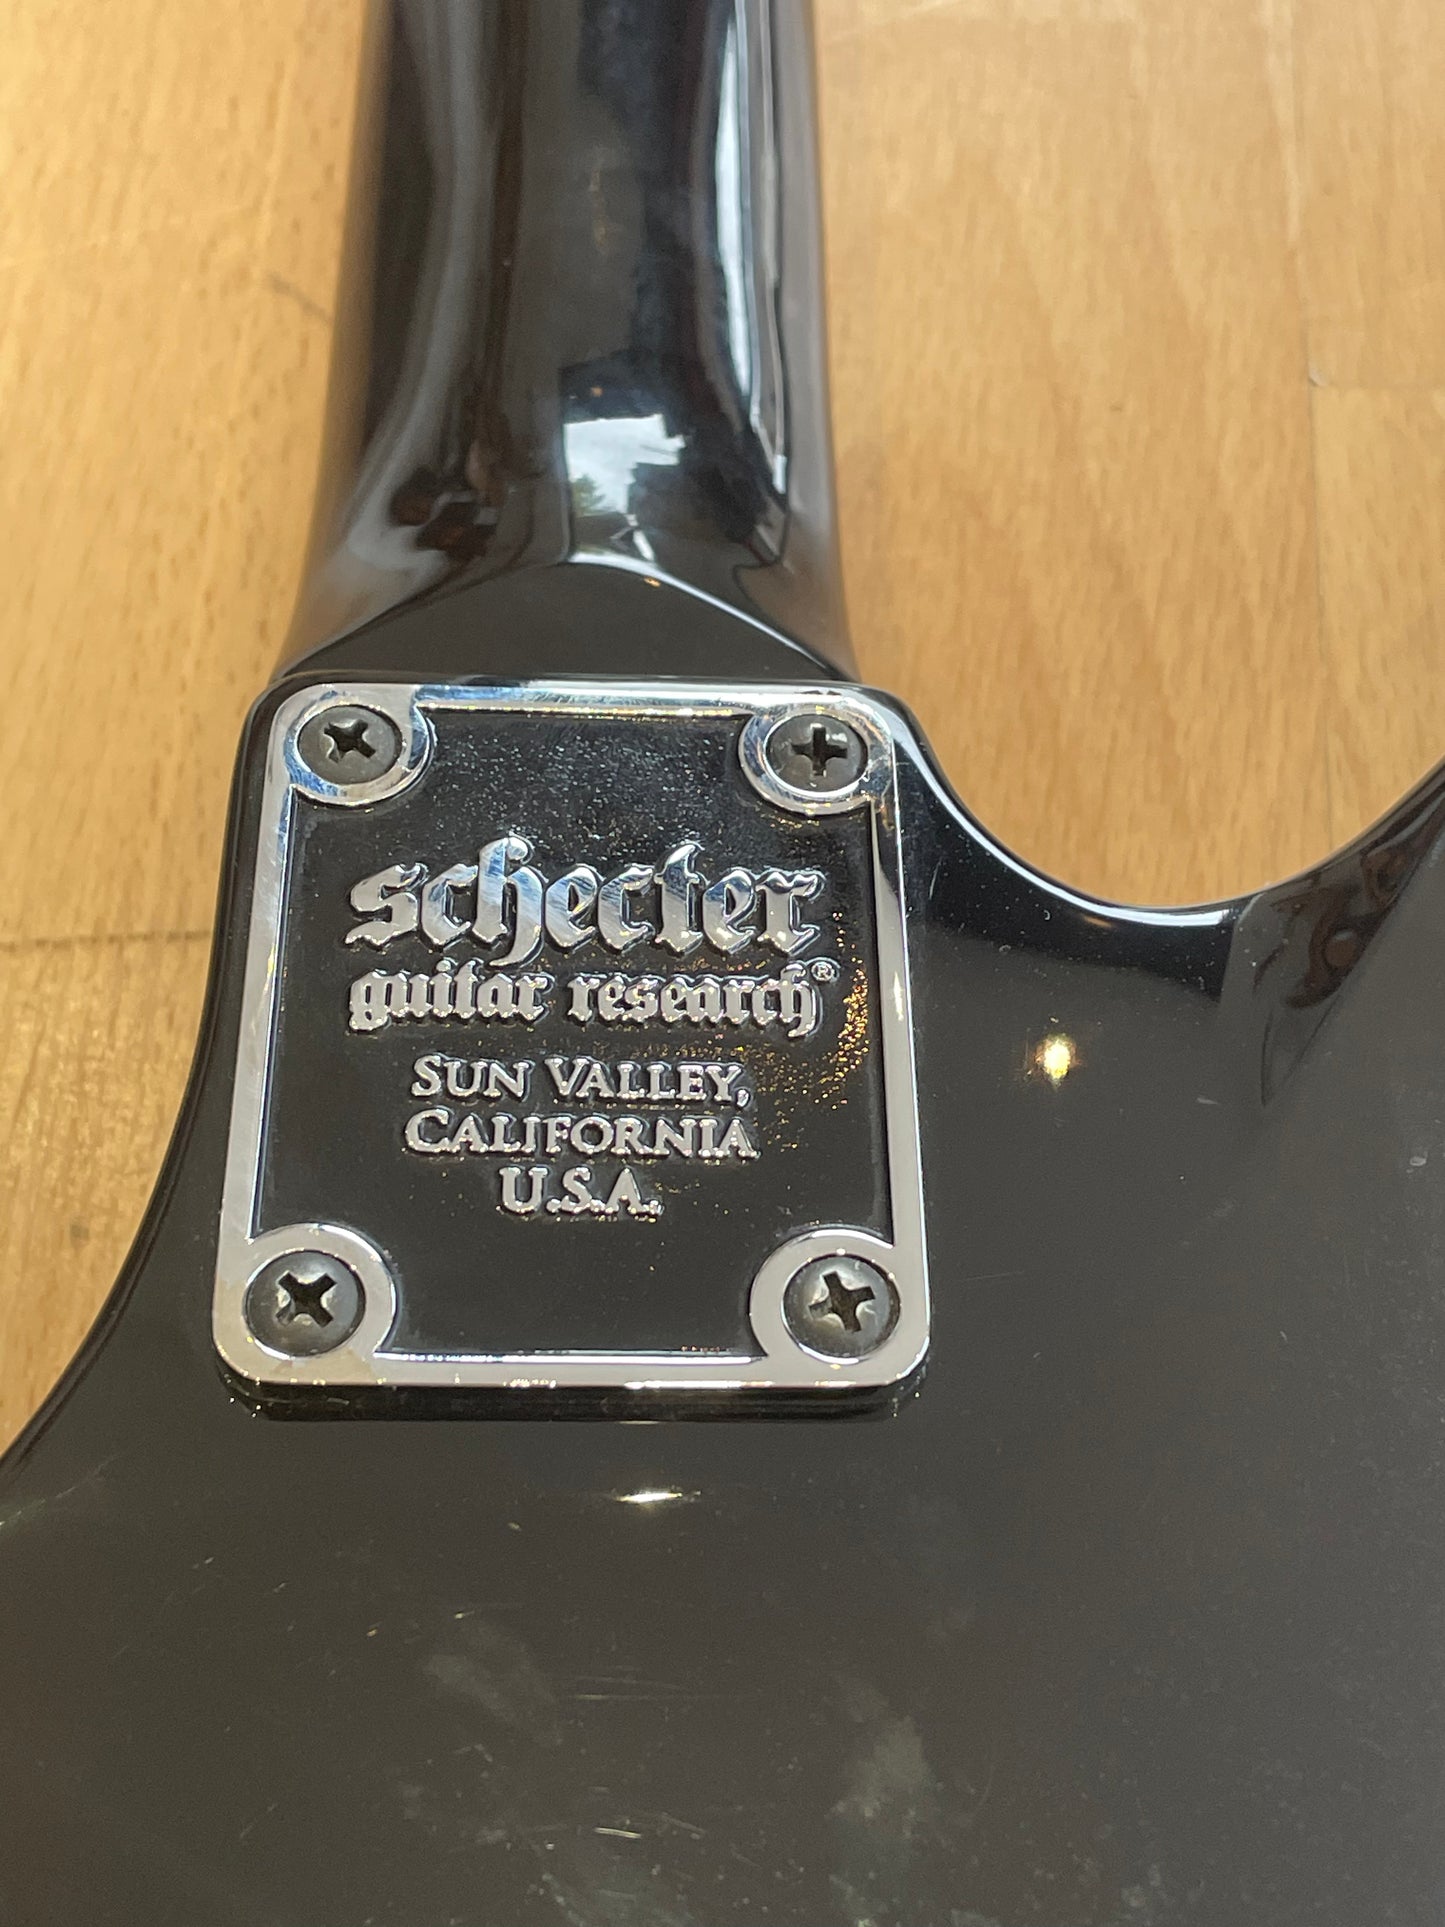 schecter
guitar research®
SUN VALLEY,
CALIFORNIA
U.S.A.